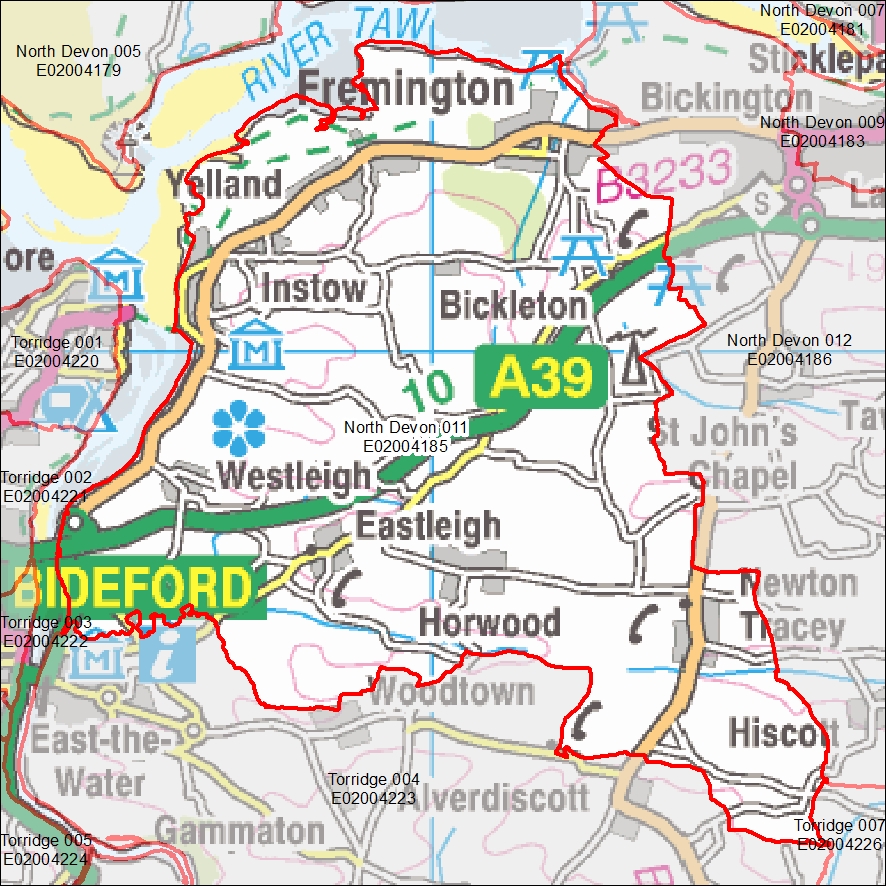 North Devon 007
E02004181
North Devon 005
E02004179
RIVER TAW
Fremington
Bickington
North Devon 009
E02004183
B3233
S
Yelland
M
Instow
Bickleton
M
Torridge 001
E02004220
North Devon 012
E02004186
A39
10
North Devon 011
E02004185
St John's
Chapel
Torridge 002
E02004221
Westleigh
Eastleigh
BIDEFORD
Newton
Tracey
Torridge 003
E02004222
Horwood
M
i
Woodtown
Hiscott
East-the-
Water
Torridge 004
E02004223
Alverdiscott
Gammaton
Torridge 005
E02004224
Torridge 007
E02004226